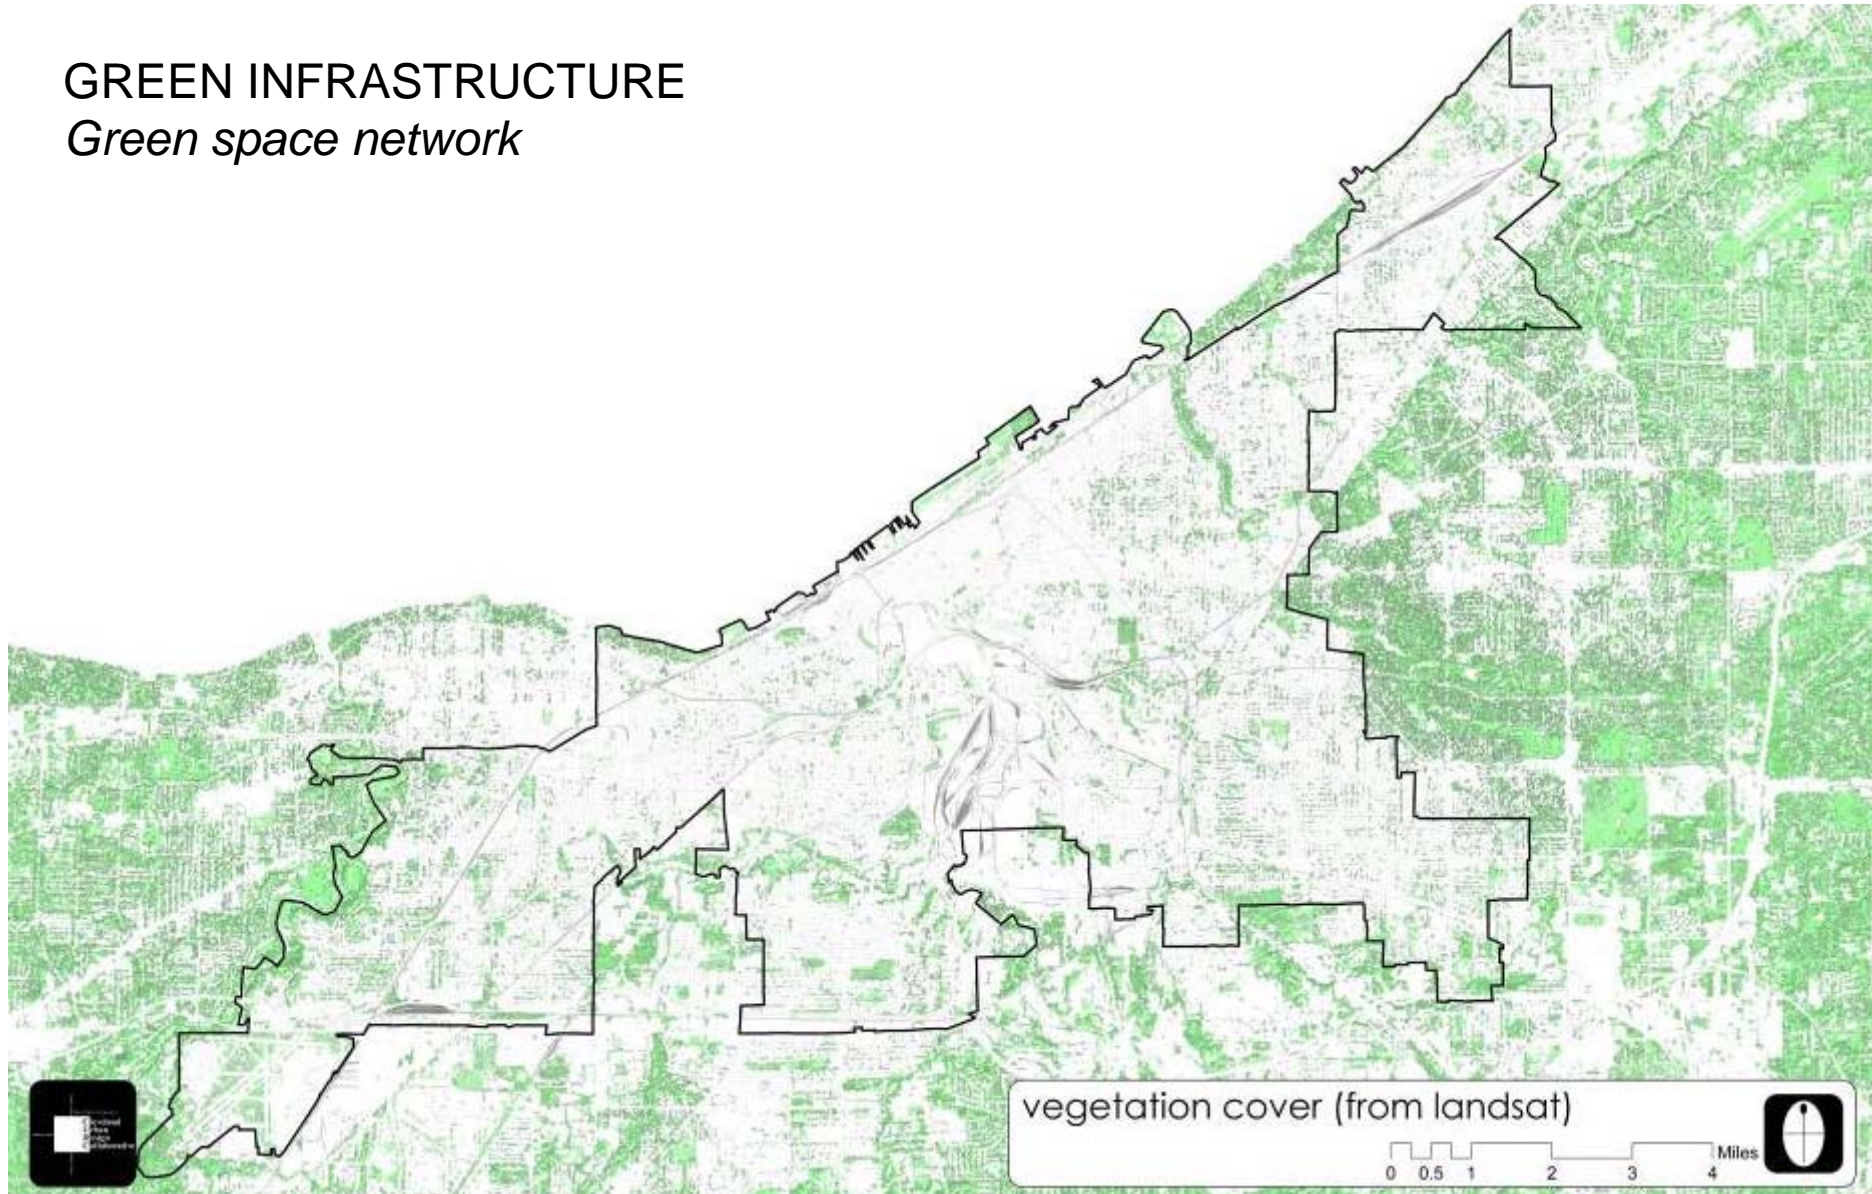 GREEN INFRASTRUCTURE
Green space network
vegetation cover (from landsat)
Miles
0 0.5 1 2 3 4